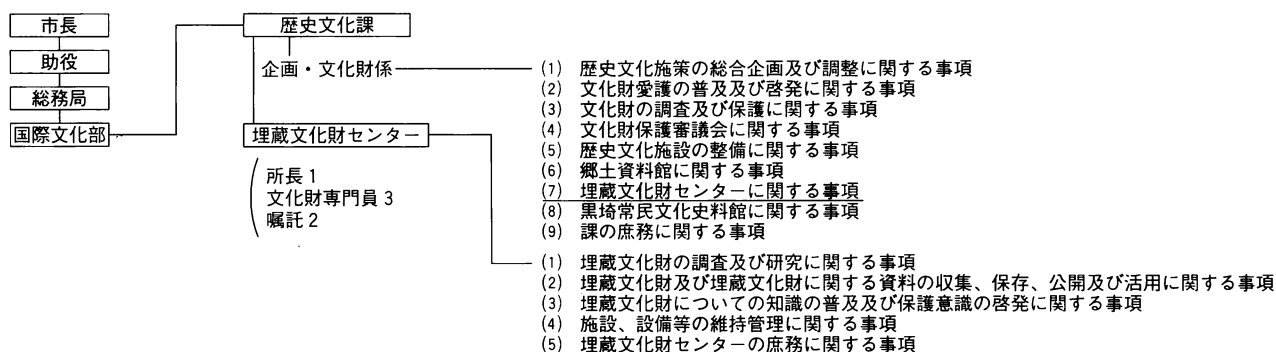 市長
助役
総務局
国際文化部
歴史文化課
企画・文化財係
(1) 歴史文化施策の総合企画及び調整に関する事項
(2) 文化財愛護の普及及び啓発に関する事項
(3) 文化財の調査及び保護に関する事項
(4) 文化財保護審議会に関する事項
(5) 歴史文化施設の整備に関する事項
(6) 郷土資料館に関する事項
(7) 埋蔵文化財センターに関する事項
(8) 黒埼常民文化史料館に関する事項
(9) 課の庶務に関する事項
埋蔵文化財センター
所長1
文化財専門員3
嘱託2
(1) 埋蔵文化財の調査及び研究に関する事項
(2) 埋蔵文化財及び埋蔵文化財に関する資料の収集、保存、公開及び活用に関する事項
(3) 埋蔵文化財についての知識の普及及び保護意識の啓発に関する事項
(4) 施設、設備等の維持管理に関する事項
(5) 埋蔵文化財センターの庶務に関する事項